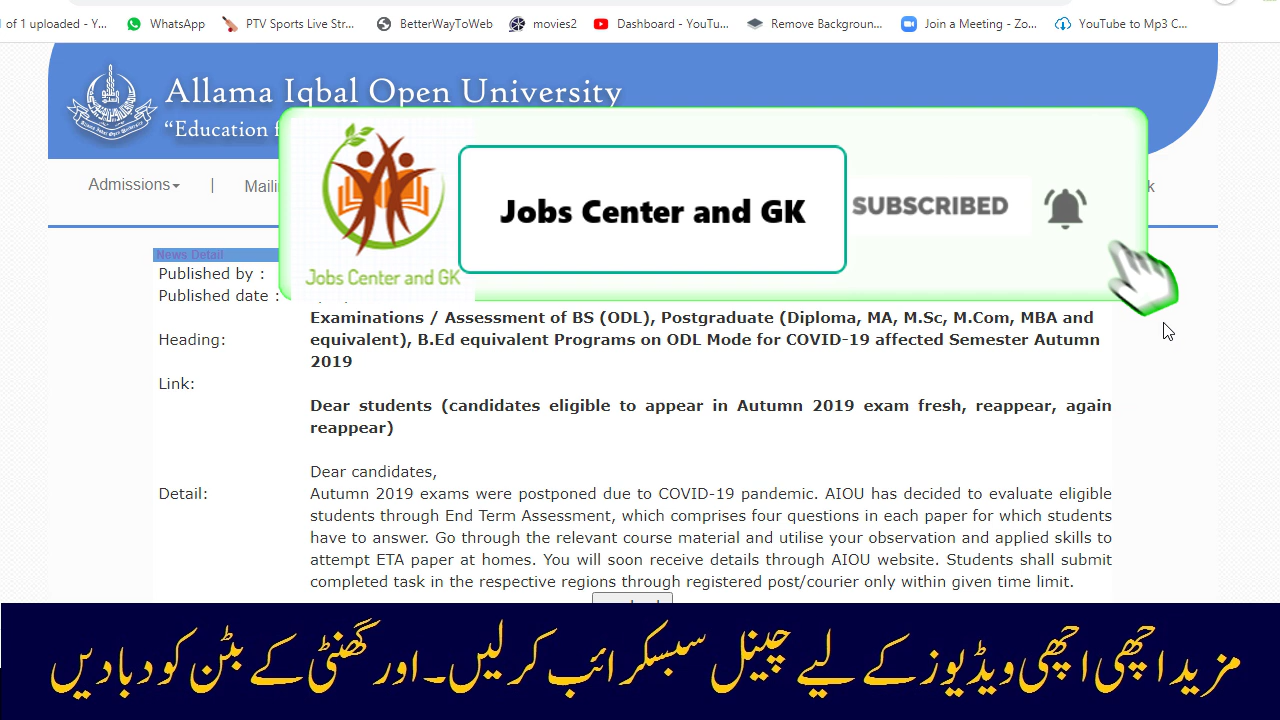 l of 1 uploaded - Y... WhatsApp PTV Sports Live Str... BetterWayToWeb movies2 Dashboard - YouTu... Remove Backgroun... Join a Meeting - Zo... YouTube to Mp3 C...
Allama Iqbal Open University
“Education f
Admissions | Maili k
Jobs Center and GK
SUBSCRIBED
Jobs Center and GK
News Detail
Published by :
Published date :
Examinations / Assessment of BS (ODL), Postgraduate (Diploma, MA, M.Sc, M.Com, MBA and
Heading: equivalent), B.Ed equivalent Programs on ODL Mode for COVID-19 affected Semester Autumn
2019
Link:
Dear students (candidates eligible to appear in Autumn 2019 exam fresh, reappear, again
reappear)
Dear candidates,
Detail: Autumn 2019 exams were postponed due to COVID-19 pandemic. AIOU has decided to evaluate eligible
students through End Term Assessment, which comprises four questions in each paper for which students
have to answer. Go through the relevant course material and utilise your observation and applied skills to
attempt ETA paper at homes. You will soon receive details through AIOU website. Students shall submit
completed task in the respective regions through registered post/courier only within given time limit.
مزید اچھی اچھی ویڈیوز کے لیے چینل سبسکرائب کر لیں۔ اور گھنٹی کے بٹن کو دبا دیں